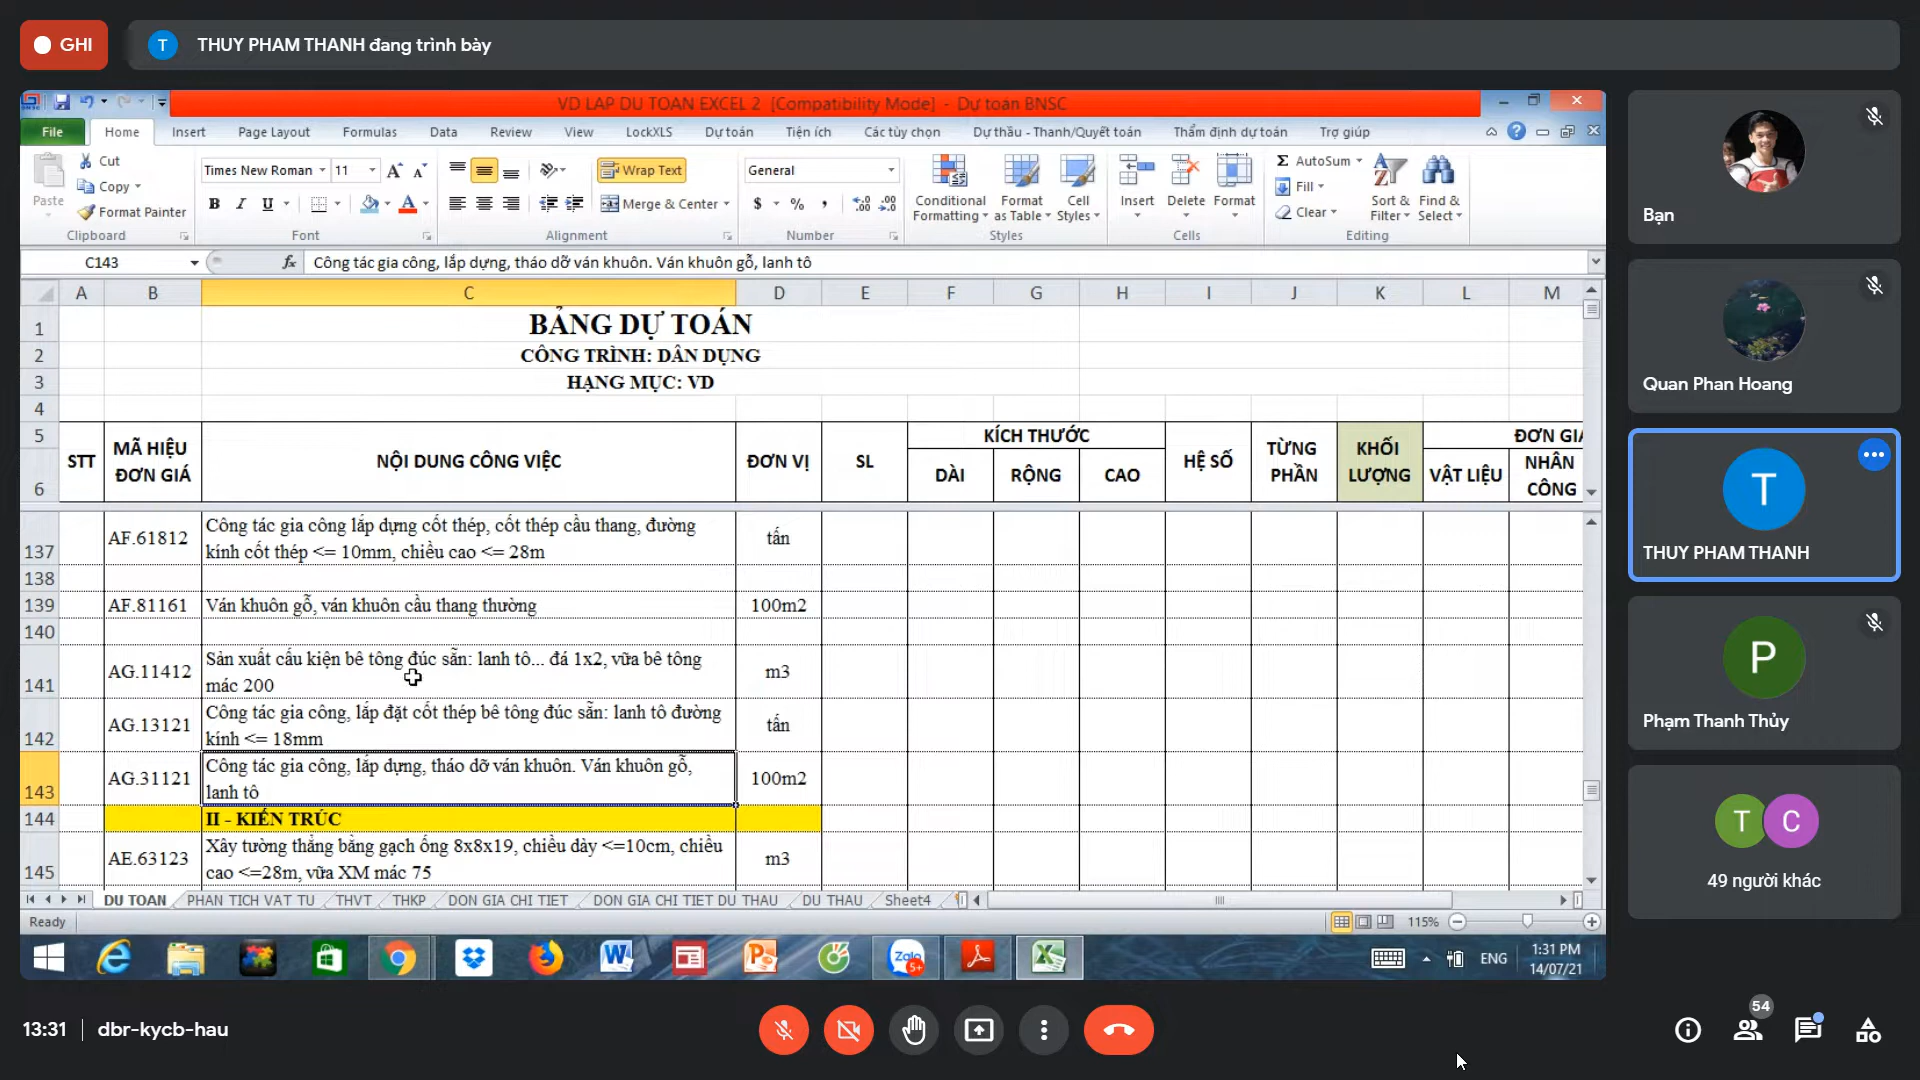 GHI
T
THUY PHAM THANH đang trình bày
VD LAP DU TOAN EXCEL 2 [Compatibility Mode] - Dự toán BNSC
File
Home
Insert
Page Layout
Formulas
Data
Review
View
LockXLS
Dự toán
Tiện ích
Các tùy chọn
Dự thầu - Thanh/Quyết toán
Thẩm định dự toán
Trợ giúp
Paste
Cut
Copy
Format Painter
Clipboard
Times New Roman
11
B I U
Font
Wrap Text
Merge & Center
Alignment
General
$ % ,
Number
Conditional Formatting
Format as Table
Cell Styles
Styles
Insert
Delete
Format
Cells
Σ AutoSum
Fill
Clear
Sort & Filter
Find & Select
Editing
C143
fx
Công tác gia công, lắp dựng, tháo dỡ ván khuôn. Ván khuôn gỗ, lanh tô
A B C D E F G H I J K L M
1 BẢNG DỰ TOÁN
2 CÔNG TRÌNH: DÂN DỤNG
3 HẠNG MỤC: VD
4
5
6
STT
MÃ HIỆU ĐƠN GIÁ
NỘI DUNG CÔNG VIỆC
ĐƠN VỊ
SL
KÍCH THƯỚC
DÀI
RỘNG
CAO
HỆ SỐ
TỪNG PHẦN
KHỐI LƯỢNG
ĐƠN GIÁ
VẬT LIỆU
NHÂN CÔNG
137 AF.61812 Công tác gia công lắp dựng cốt thép, cốt thép cầu thang, đường
kính cốt thép <= 10mm, chiều cao <= 28m tấn
138
139 AF.81161 Ván khuôn gỗ, ván khuôn cầu thang thường 100m2
140
141 AG.11412 Sản xuất cấu kiện bê tông đúc sẵn: lanh tô... đá 1x2, vữa bê tông
mác 200 m3
142 AG.13121 Công tác gia công, lắp đặt cốt thép bê tông đúc sẵn: lanh tô đường
kính <= 18mm tấn
143 AG.31121 Công tác gia công, lắp dựng, tháo dỡ ván khuôn. Ván khuôn gỗ,
lanh tô 100m2
144 II - KIẾN TRÚC
145 AE.63123 Xây tường thẳng bằng gạch ống 8x8x19, chiều dày <=10cm, chiều
cao <=28m, vữa XM mác 75 m3
DU TOAN
PHAN TICH VAT TU
THVT
THKP
DON GIA CHI TIET
DON GIA CHI TIET DU THAU
DU THAU
Sheet4
Ready
115%
Zalo
5+
ENG
1:31 PM
14/07/21
Bạn
Quan Phan Hoang
T
THUY PHAM THANH
P
Phạm Thanh Thủy
T
C
49 người khác
13:31
dbr-kycb-hau
54